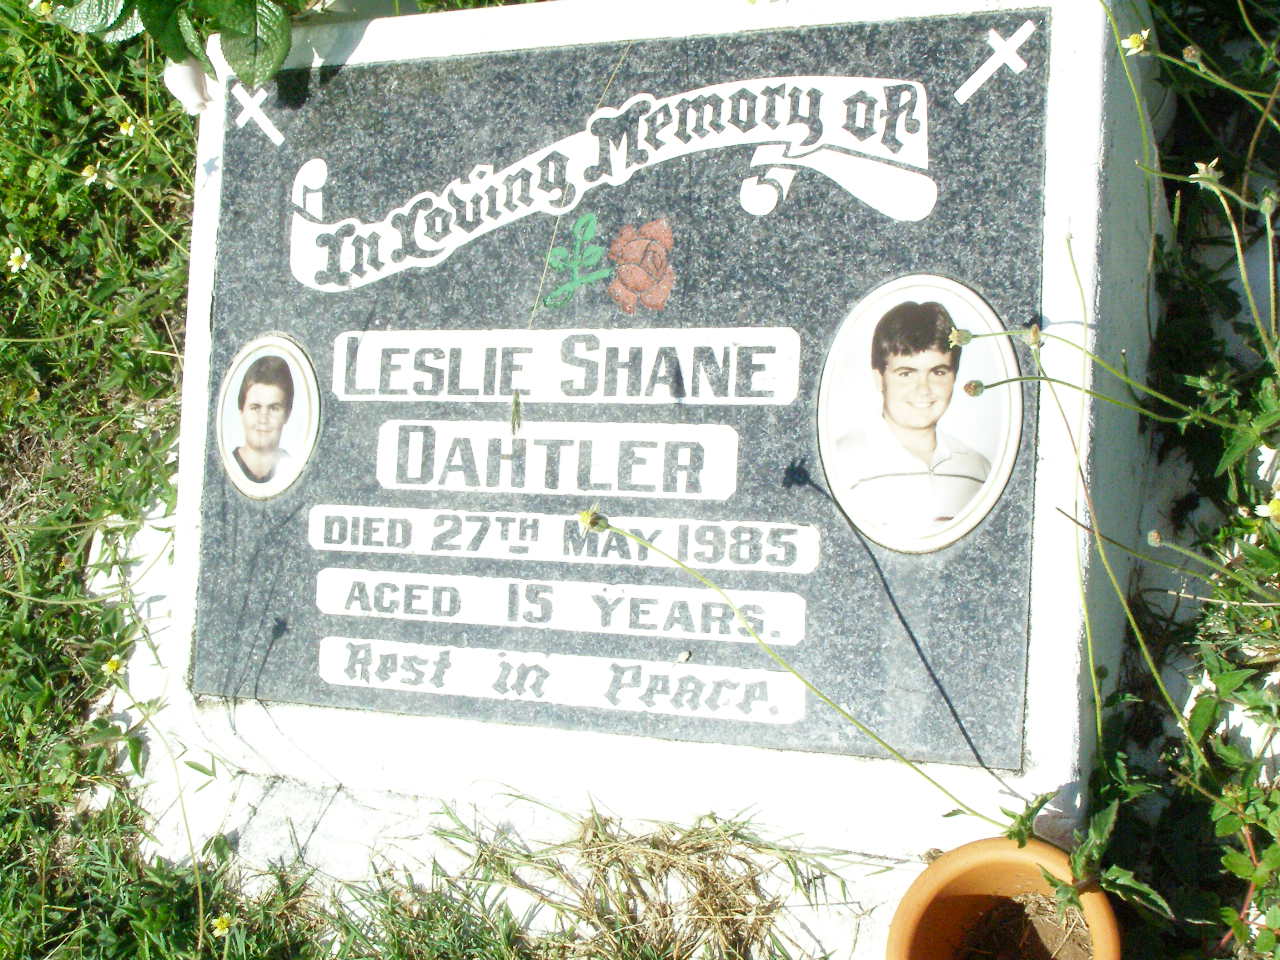 In Loving Memory of
LESLIE SHANE
DAHTLER
DIED 27TH MAY 1985
AGED 15 YEARS.
Rest in Peace.